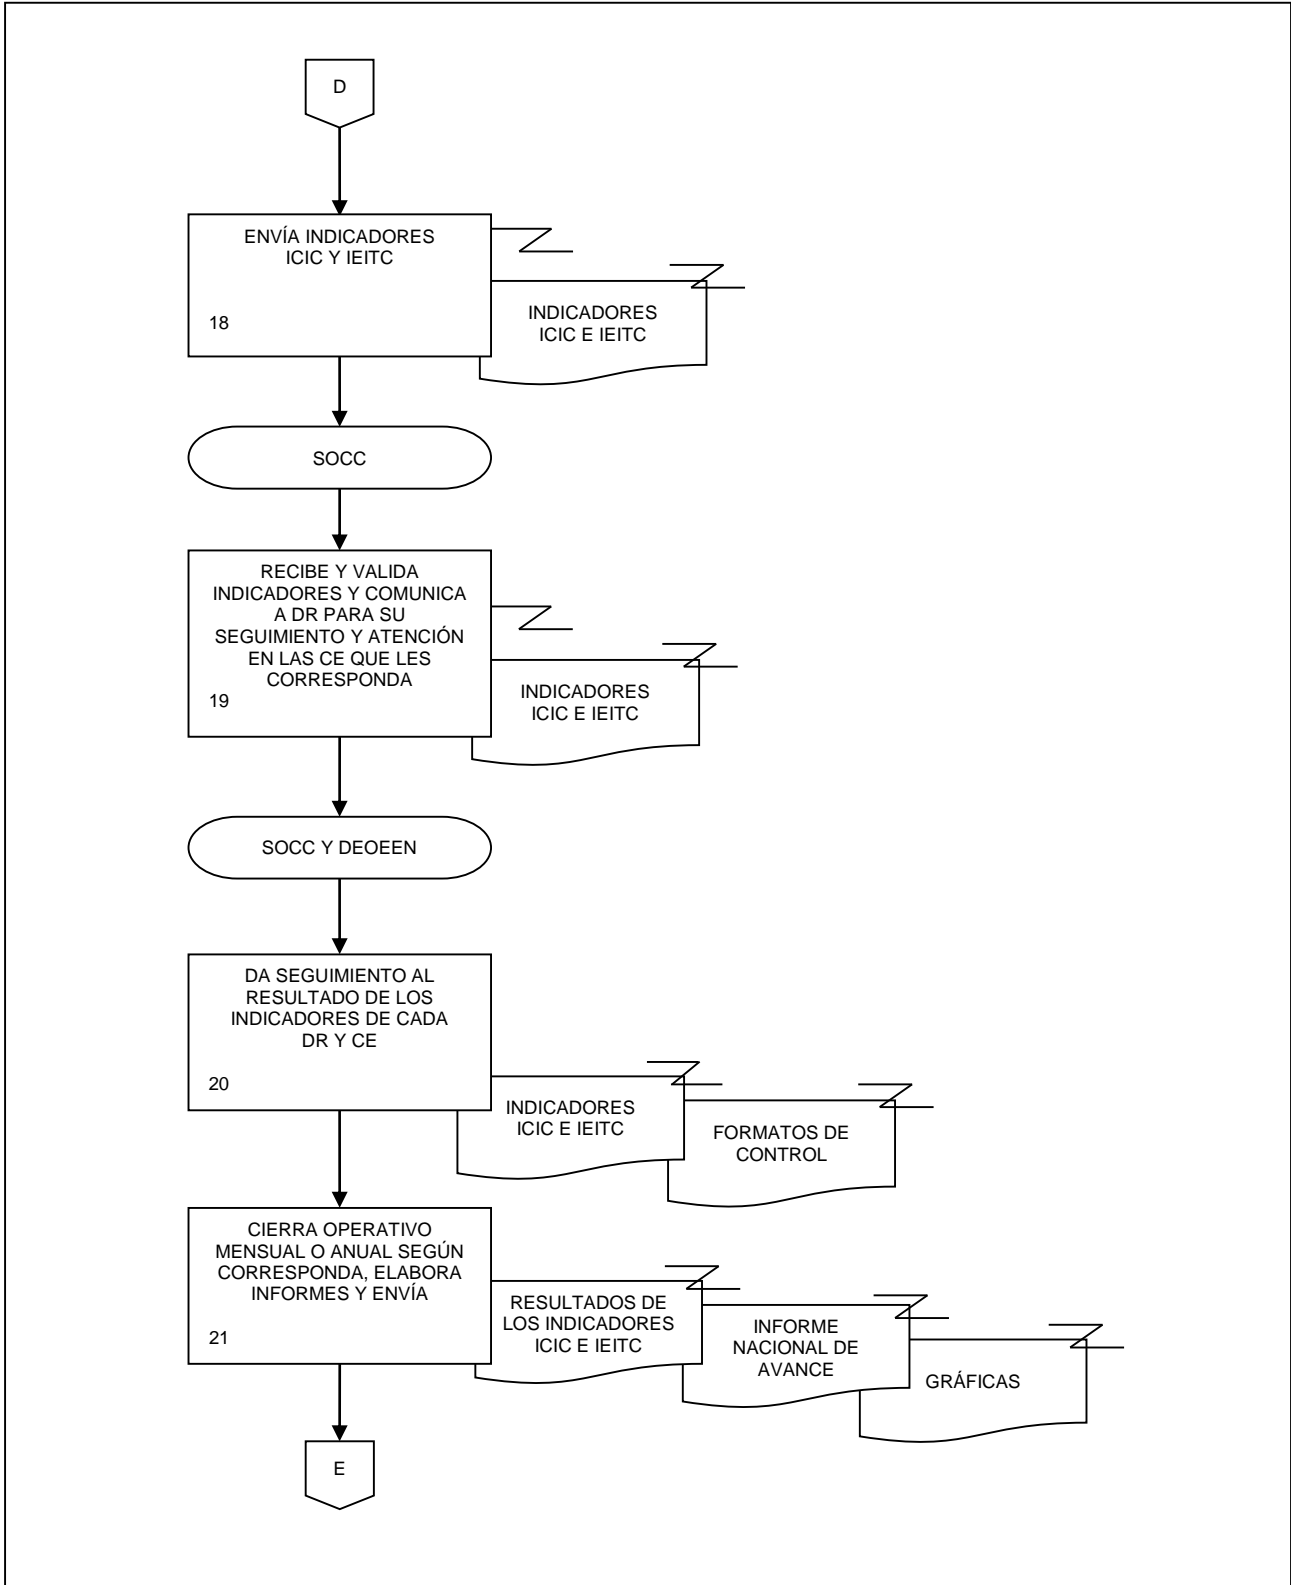 D
ENVÍA INDICADORES
ICIC Y IEITC
18
INDICADORES
ICIC E IEITC
SOCC
RECIBE Y VALIDA
INDICADORES Y COMUNICA
A DR PARA SU
SEGUIMIENTO Y ATENCIÓN
EN LAS CE QUE LES
CORRESPONDA
19
INDICADORES
ICIC E IEITC
SOCC Y DEOEEN
DA SEGUIMIENTO AL
RESULTADO DE LOS
INDICADORES DE CADA
DR Y CE
20
INDICADORES
ICIC E IEITC
FORMATOS DE
CONTROL
CIERRA OPERATIVO
MENSUAL O ANUAL SEGÚN
CORRESPONDA, ELABORA
INFORMES Y ENVÍA
21
RESULTADOS DE
LOS INDICADORES
ICIC E IEITC
INFORME
NACIONAL DE
AVANCE
GRÁFICAS
E